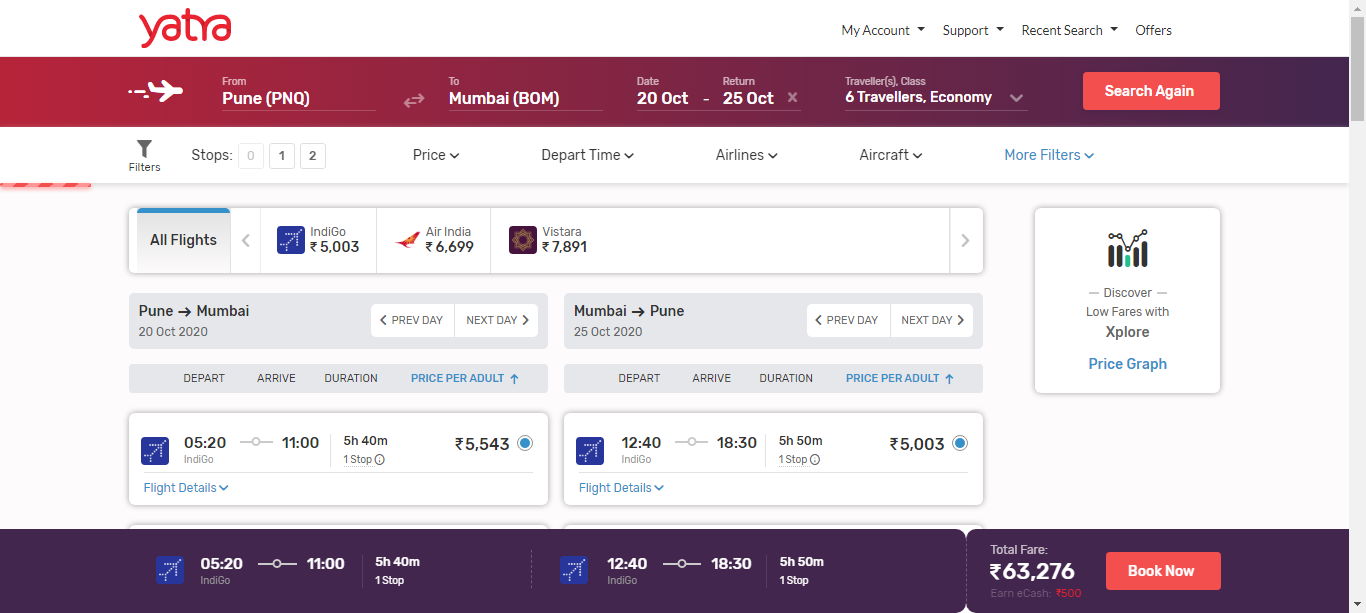 yatra
My Account Support Recent Search Offers
From To Date Return Traveller(s), Class
Pune (PNQ) Mumbai (BOM) 20 Oct - 25 Oct 6 Travellers, Economy Search Again
Filters Stops: 0 1 2 Price Depart Time Airlines Aircraft More Filters
All Flights IndiGo ₹5,003 Air India ₹6,699 Vistara ₹7,891
Discover
Low Fares with
Xplore
Price Graph
Pune → Mumbai
20 Oct 2020
PREV DAY NEXT DAY
Mumbai → Pune
25 Oct 2020
PREV DAY NEXT DAY
DEPART ARRIVE DURATION PRICE PER ADULT ↑
DEPART ARRIVE DURATION PRICE PER ADULT ↑
05:20 11:00 5h 40m ₹5,543
IndiGo 1 Stop
Flight Details
12:40 18:30 5h 50m ₹5,003
IndiGo 1 Stop
Flight Details
05:20 11:00 5h 40m
IndiGo 1 Stop
12:40 18:30 5h 50m
IndiGo 1 Stop
Total Fare:
₹63,276
Earn eCash: ₹500
Book Now